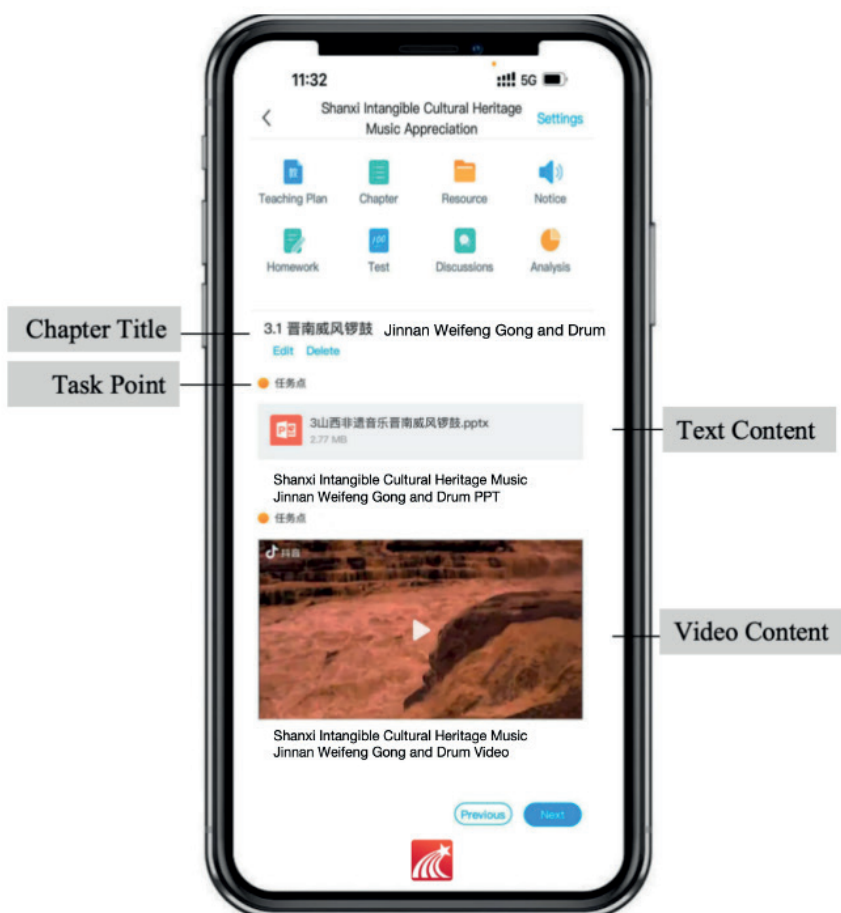 11:32
5G
Shanxi Intangible Cultural Heritage
Music Appreciation
Settings
教
Teaching Plan
Chapter
Resource
Notice
100
Homework
Test
Discussions
Analysis
Chapter Title
3.1 晋南威风锣鼓 Jinnan Weifeng Gong and Drum
Edit Delete
Task Point
任务点
3山西非遗音乐晋南威风锣鼓.pptx
2.77 MB
Text Content
Shanxi Intangible Cultural Heritage Music
Jinnan Weifeng Gong and Drum PPT
任务点
抖音
Video Content
Shanxi Intangible Cultural Heritage Music
Jinnan Weifeng Gong and Drum Video
Previous
Next